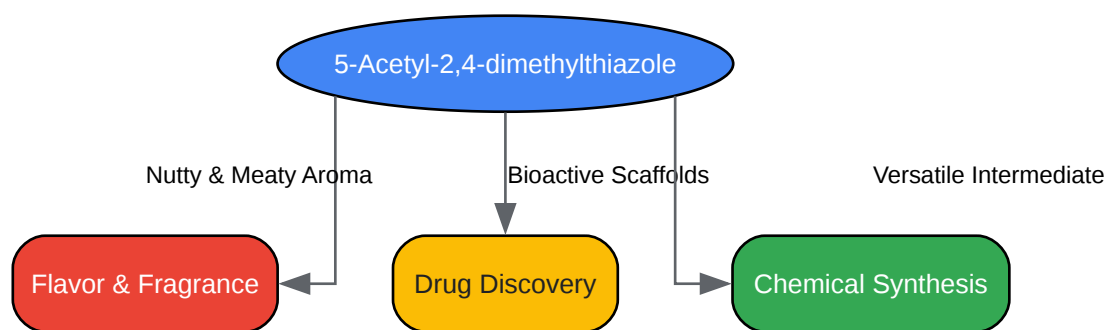 5-Acetyl-2,4-dimethylthiazole
Nutty & Meaty Aroma
Bioactive Scaffolds
Versatile Intermediate
Flavor & Fragrance
Drug Discovery
Chemical Synthesis